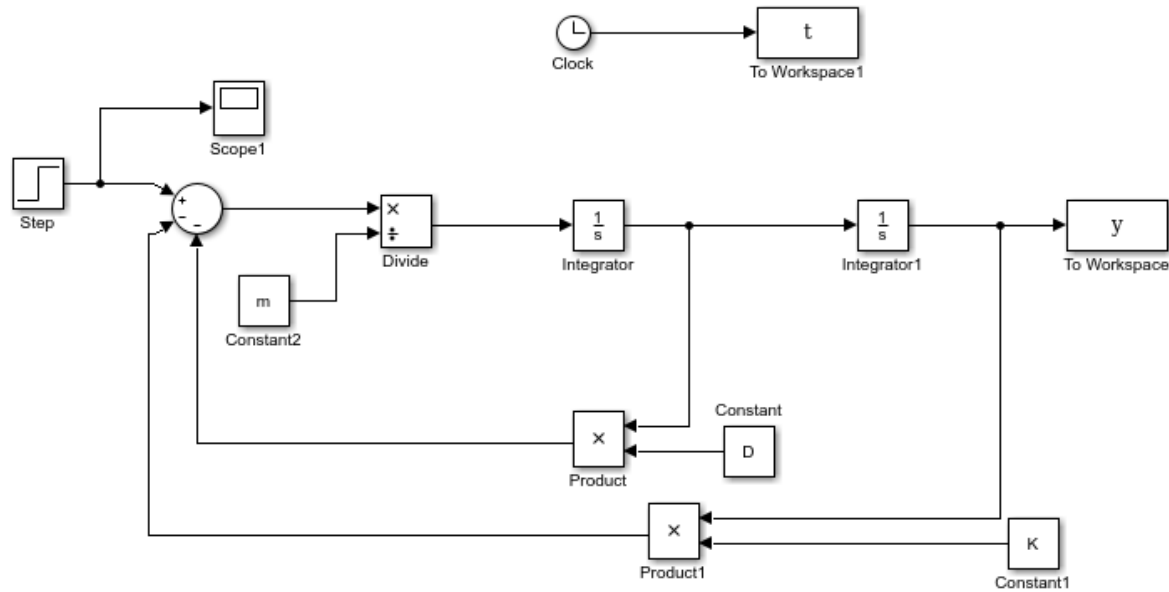 t
Clock
To Workspace1
Scope1
Step
+
−
−
×
÷
Divide
1
s
Integrator
1
s
Integrator1
y
To Workspace
m
Constant2
Constant
×
D
Product
×
K
Product1
Constant1